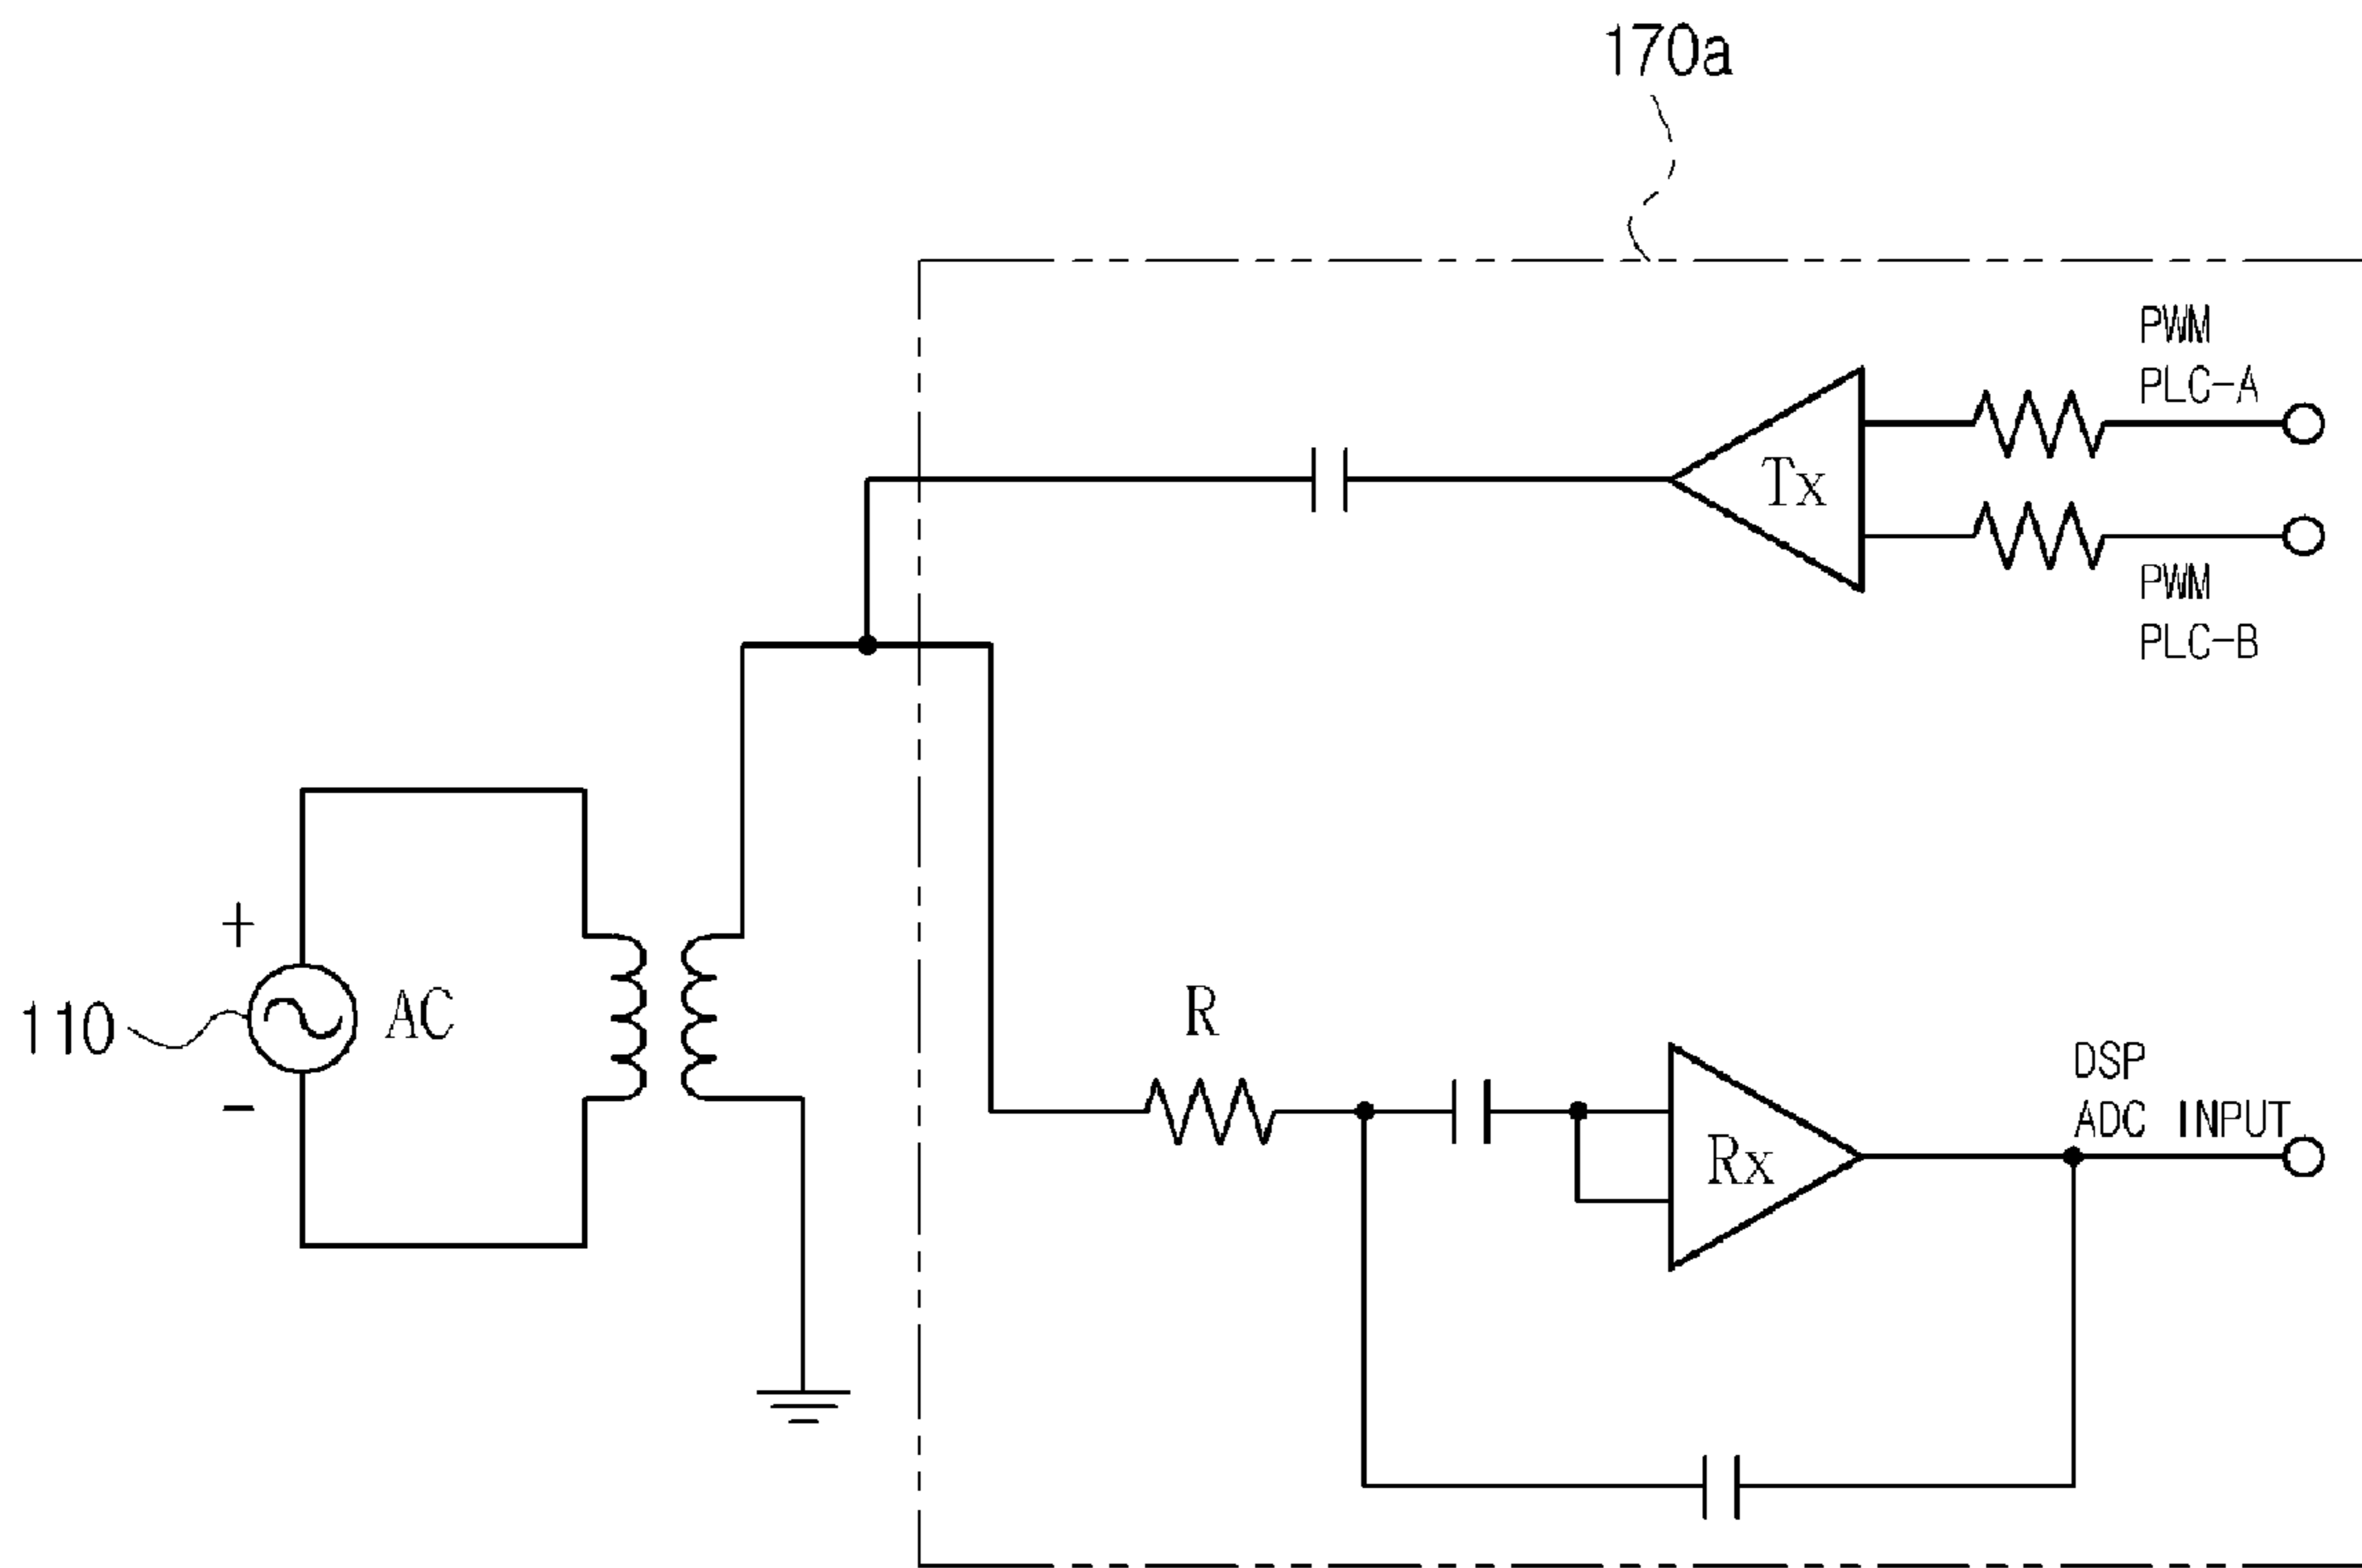 170a
PWM
PLC-A
Tx
PWM
PLC-B
+
110
AC
-
R
Rx
DSP
ADC INPUT